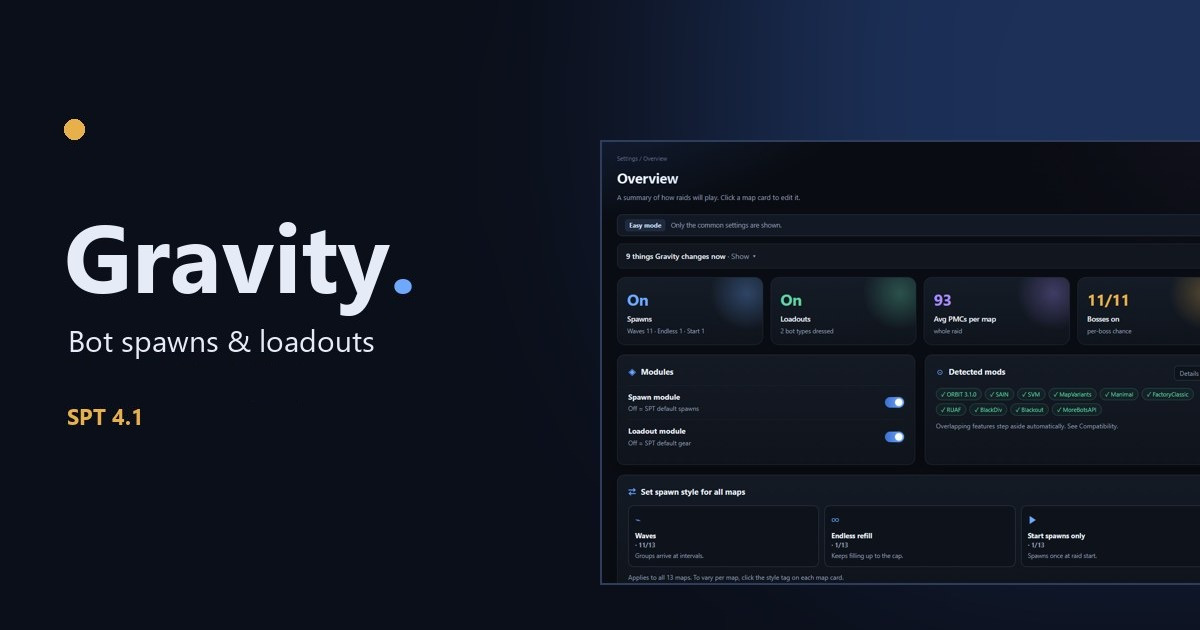 Gravity.
Bot spawns & loadouts
SPT 4.1
Settings / Overview
Overview
A summary of how raids will play. Click a map card to edit it.
Easy mode Only the common settings are shown.
9 things Gravity changes now · Show
On
Spawns
Waves 11 · Endless 1 · Start 1
On
Loadouts
2 bot types dressed
93
Avg PMCs per map
whole raid
11/11
Bosses on
per-boss chance
Modules
Spawn module
Off = SPT default spawns
Loadout module
Off = SPT default gear
Detected mods
Details
✓ ORBIT 3.1.0 ✓ SAIN ✓ SVM ✓ MapVariants ✓ Manimal ✓ FactoryClassic
✓ RUAF ✓ BlackDiv ✓ Blackout ✓ MoreBotsAPI
Overlapping features step aside automatically. See Compatibility.
Set spawn style for all maps
Waves
· 11/13
Groups arrive at intervals.
Endless refill
· 1/13
Keeps filling up to the cap.
Start spawns only
· 1/13
Spawns once at raid start.
Applies to all 13 maps. To vary per map, click the style tag on each map card.